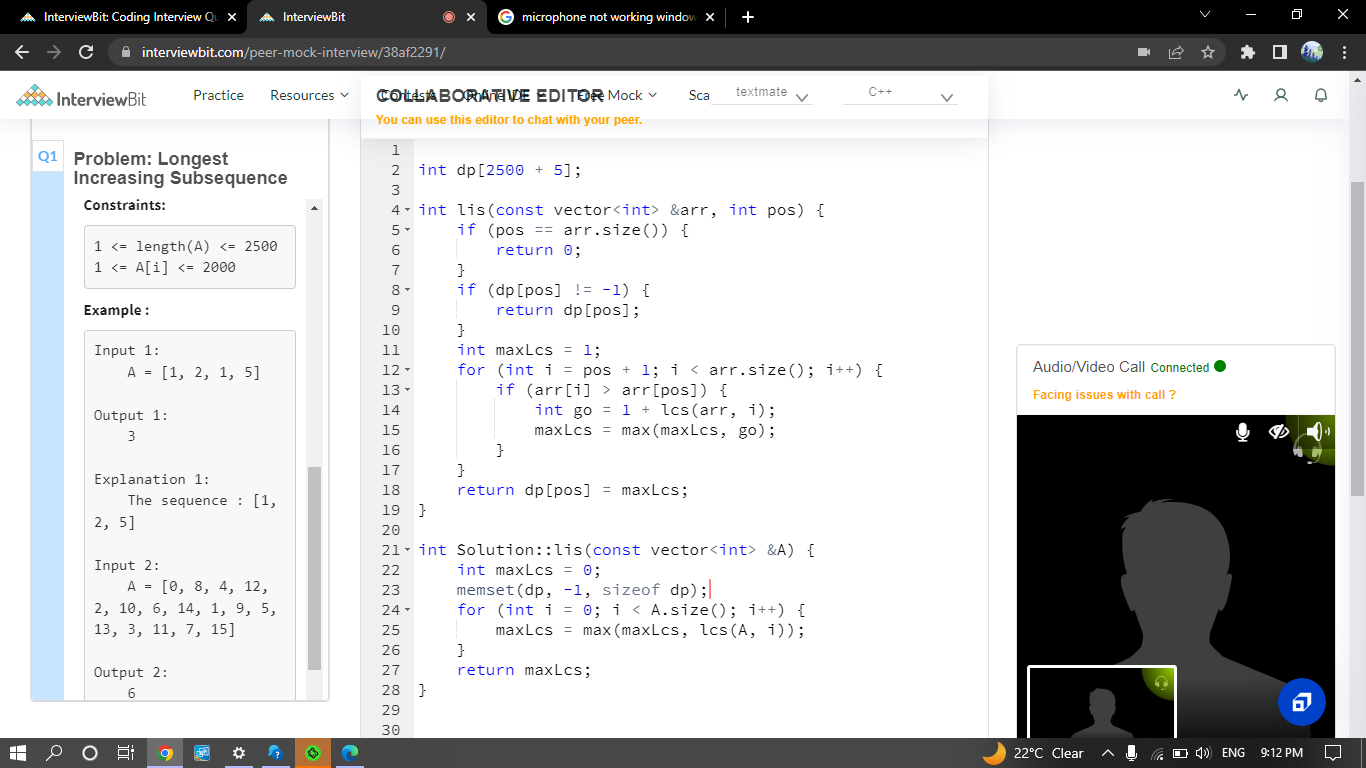 InterviewBit: Coding Interview Qu
InterviewBit
microphone not working window
interviewbit.com/peer-mock-interview/38af2291/
InterviewBit
Practice
Resources
Contests
Online IDE
Free Mock
Sca
COLLABORATIVE EDITOR
textmate
C++
You can use this editor to chat with your peer.
Q1
Problem: Longest
Increasing Subsequence
Constraints:
1 <= length(A) <= 2500
1 <= A[i] <= 2000
Example :
Input 1:
A = [1, 2, 1, 5]
Output 1:
3
Explanation 1:
The sequence : [1,
2, 5]
Input 2:
A = [0, 8, 4, 12,
2, 10, 6, 14, 1, 9, 5,
13, 3, 11, 7, 15]
Output 2:
6
1
2 int dp[2500 + 5];
3
4 int lis(const vector<int> &arr, int pos) {
5 if (pos == arr.size()) {
6 return 0;
7 }
8 if (dp[pos] != -1) {
9 return dp[pos];
10 }
11 int maxLcs = 1;
12 for (int i = pos + 1; i < arr.size(); i++) {
13 if (arr[i] > arr[pos]) {
14 int go = 1 + lcs(arr, i);
15 maxLcs = max(maxLcs, go);
16 }
17 }
18 return dp[pos] = maxLcs;
19 }
20
21 int Solution::lis(const vector<int> &A) {
22 int maxLcs = 0;
23 memset(dp, -1, sizeof dp);
24 for (int i = 0; i < A.size(); i++) {
25 maxLcs = max(maxLcs, lcs(A, i));
26 }
27 return maxLcs;
28 }
29
30
Audio/Video Call Connected
Facing issues with call ?
22°C Clear
ENG
9:12 PM